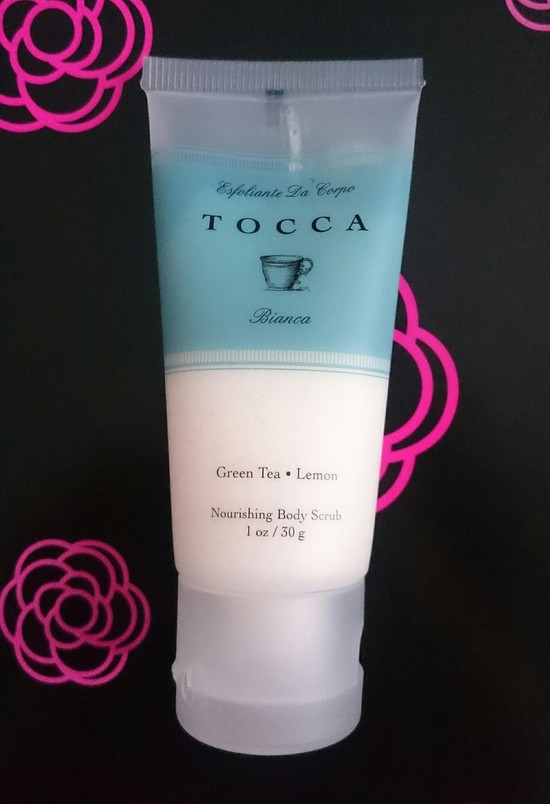 Esfoliante Da Corpo
TOCCA
Bianca
Green Tea • Lemon
Nourishing Body Scrub
1 oz / 30 g